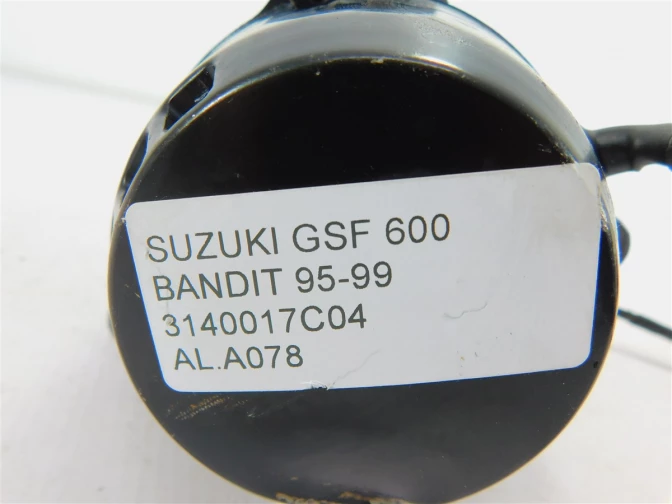 SUZUKI GSF 600
BANDIT 95-99
3140017C04
AL.A078